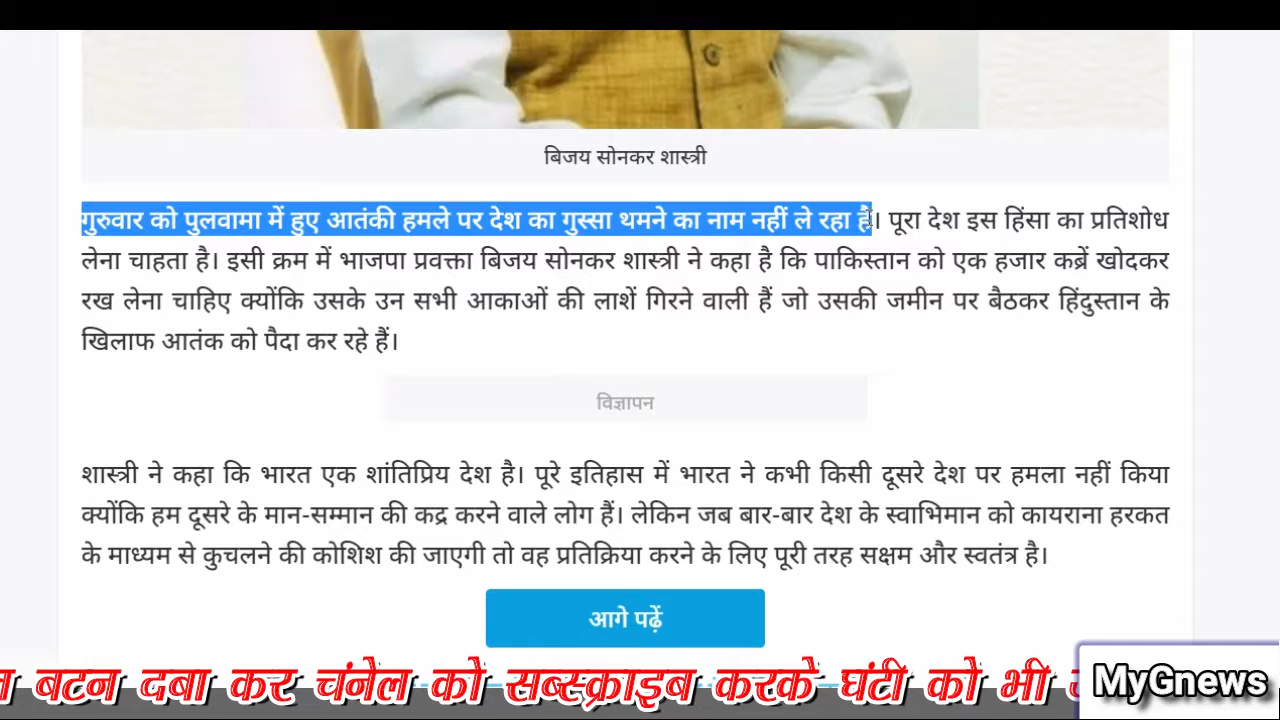 बिजय सोनकर शास्त्री
गुरुवार को पुलवामा में हुए आतंकी हमले पर देश का गुस्सा थमने का नाम नहीं ले रहा है। पूरा देश इस हिंसा का प्रतिशोध
लेना चाहता है। इसी क्रम में भाजपा प्रवक्ता बिजय सोनकर शास्त्री ने कहा है कि पाकिस्तान को एक हजार कब्रें खोदकर
रख लेना चाहिए क्योंकि उसके उन सभी आकाओं की लाशें गिरने वाली हैं जो उसकी जमीन पर बैठकर हिंदुस्तान के
खिलाफ आतंक को पैदा कर रहे हैं।
विज्ञापन
शास्त्री ने कहा कि भारत एक शांतिप्रिय देश है। पूरे इतिहास में भारत ने कभी किसी दूसरे देश पर हमला नहीं किया
क्योंकि हम दूसरे के मान-सम्मान की कद्र करने वाले लोग हैं। लेकिन जब बार-बार देश के स्वाभिमान को कायराना हरकत
के माध्यम से कुचलने की कोशिश की जाएगी तो वह प्रतिक्रिया करने के लिए पूरी तरह सक्षम और स्वतंत्र है।
आगे पढ़ें
बटन दबा कर चंनेल को सब्स्क्राइब करके घंटी को भी
MyGnews